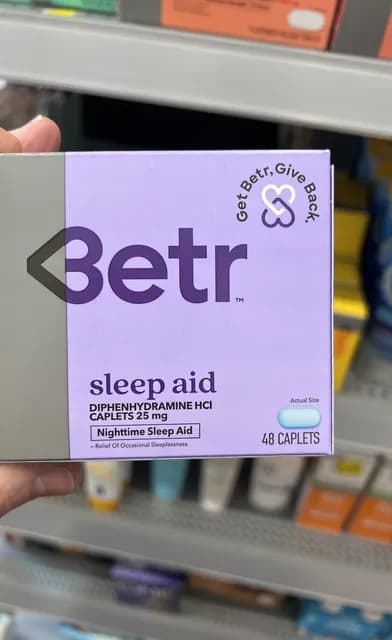 Get Betr, Give Back.
Betr™
sleep aid
DIPHENHYDRAMINE HCl
CAPLETS 25 mg
Nighttime Sleep Aid
– Relief Of Occasional Sleeplessness
Actual Size
48 CAPLETS